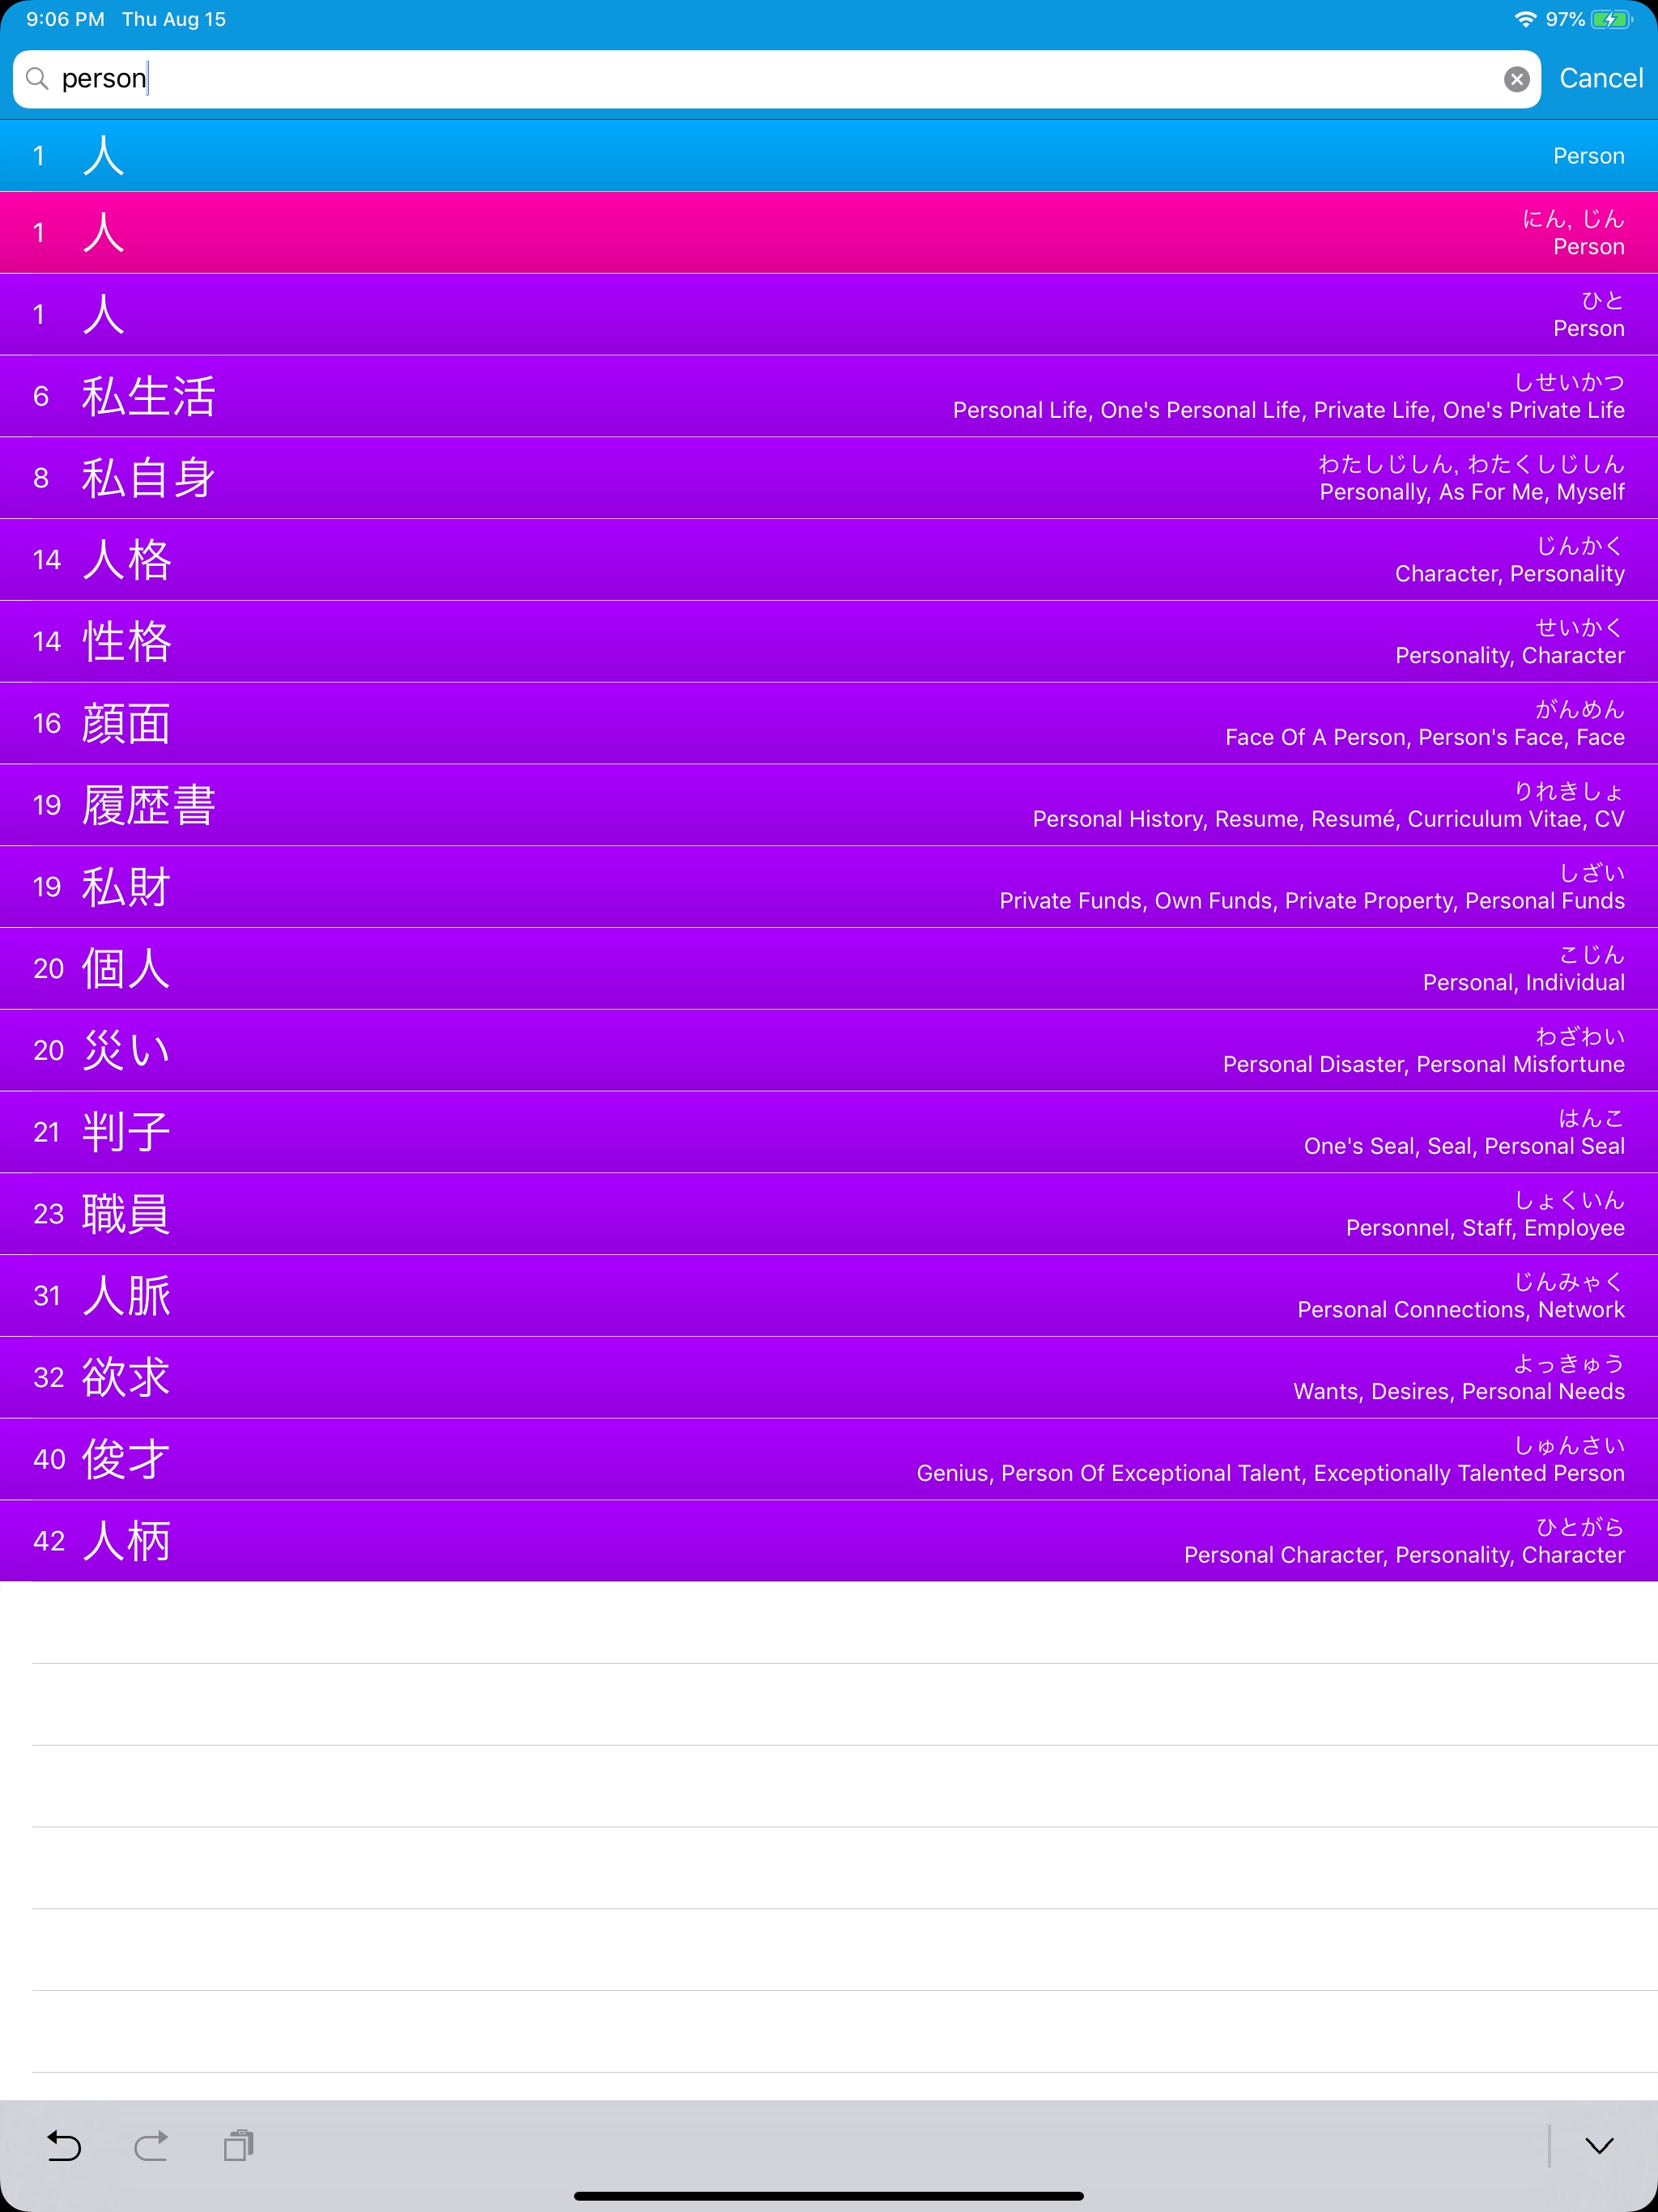 9:06 PM Thu Aug 15 97%
person Cancel
1 人 Person
1 人 にん, じん
Person
1 人 ひと
Person
6 私生活 しせいかつ
Personal Life, One's Personal Life, Private Life, One's Private Life
8 私自身 わたしじしん, わたくしじしん
Personally, As For Me, Myself
14 人格 じんかく
Character, Personality
14 性格 せいかく
Personality, Character
16 顔面 がんめん
Face Of A Person, Person's Face, Face
19 履歴書 りれきしょ
Personal History, Resume, Resumé, Curriculum Vitae, CV
19 私財 しざい
Private Funds, Own Funds, Private Property, Personal Funds
20 個人 こじん
Personal, Individual
20 災い わざわい
Personal Disaster, Personal Misfortune
21 判子 はんこ
One's Seal, Seal, Personal Seal
23 職員 しょくいん
Personnel, Staff, Employee
31 人脈 じんみゃく
Personal Connections, Network
32 欲求 よっきゅう
Wants, Desires, Personal Needs
40 俊才 しゅんさい
Genius, Person Of Exceptional Talent, Exceptionally Talented Person
42 人柄 ひとがら
Personal Character, Personality, Character